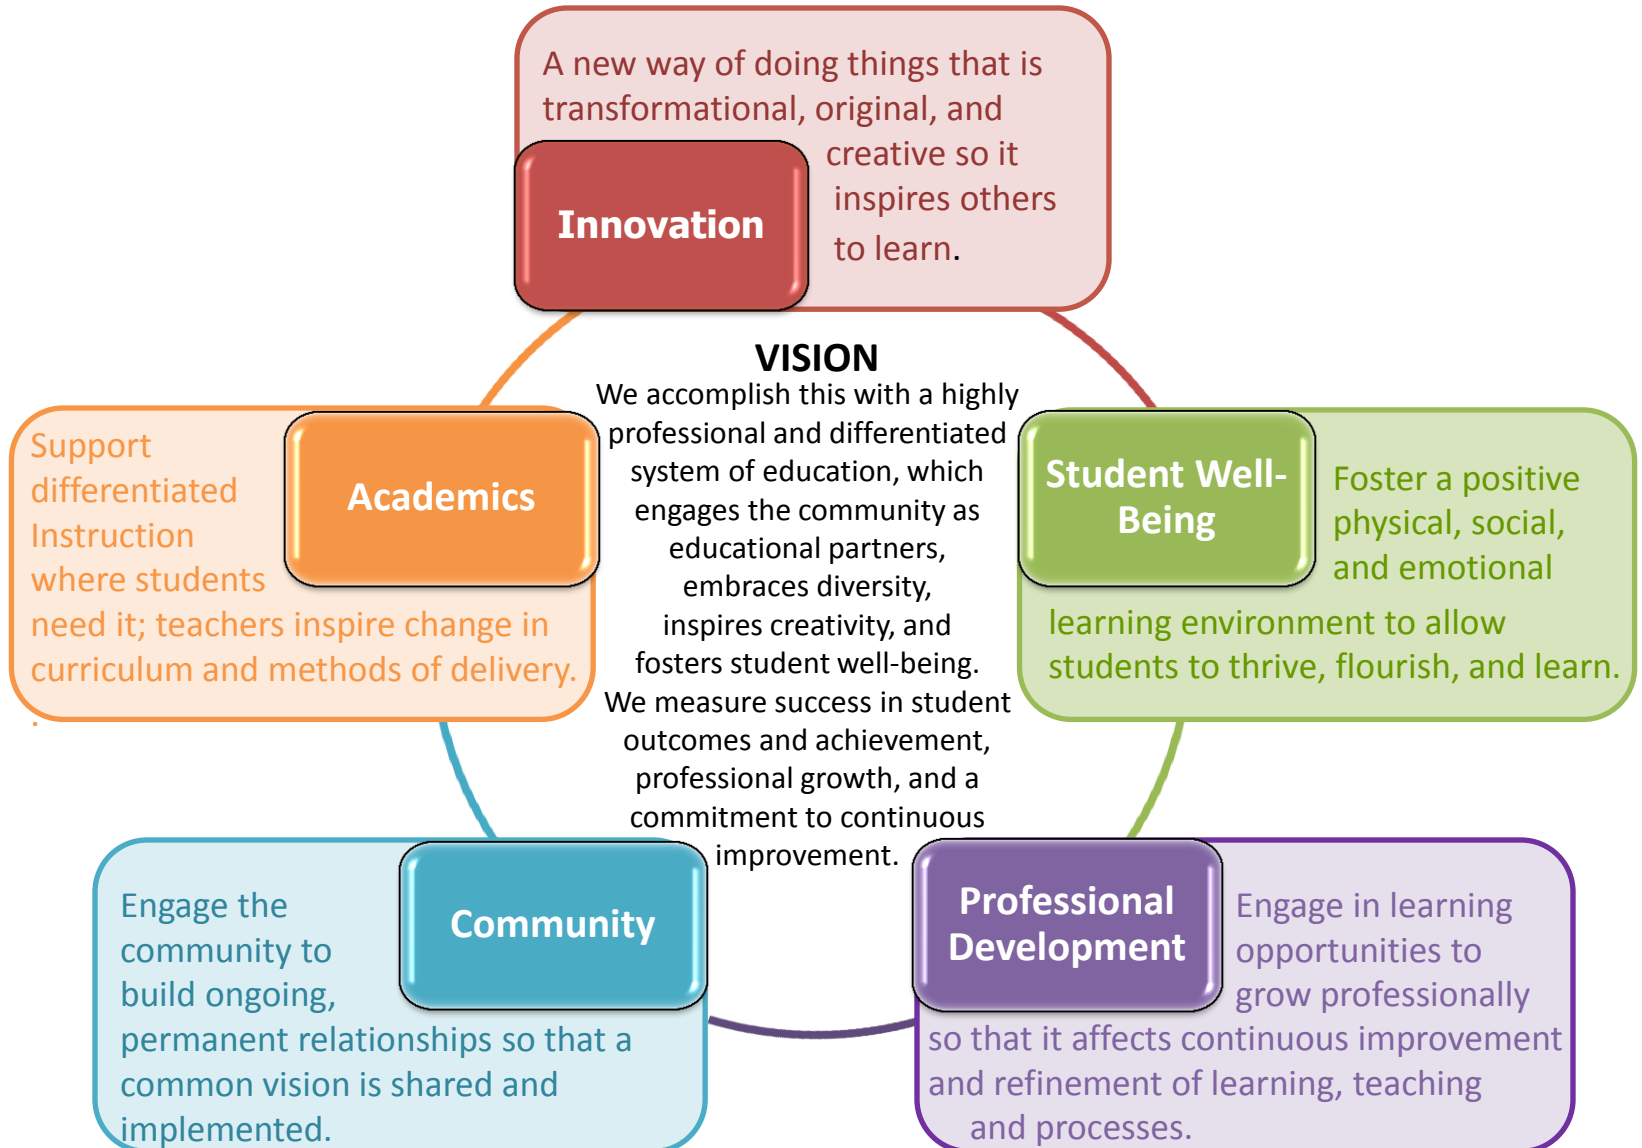 A new way of doing things that is
transformational, original, and
creative so it
inspires others
to learn.
Innovation
VISION
We accomplish this with a highly
professional and differentiated
system of education, which
engages the community as
educational partners,
embraces diversity,
inspires creativity, and
fosters student well-being.
We measure success in student
outcomes and achievement,
professional growth, and a
commitment to continuous
improvement.
Academics
Support
differentiated
Instruction
where students
need it; teachers inspire change in
curriculum and methods of delivery.
.
Student Well-
Being
Foster a positive
physical, social,
and emotional
learning environment to allow
students to thrive, flourish, and learn.
Community
Engage the
community to
build ongoing,
permanent relationships so that a
common vision is shared and
implemented.
Professional
Development
Engage in learning
opportunities to
grow professionally
so that it affects continuous improvement
and refinement of learning, teaching
and processes.